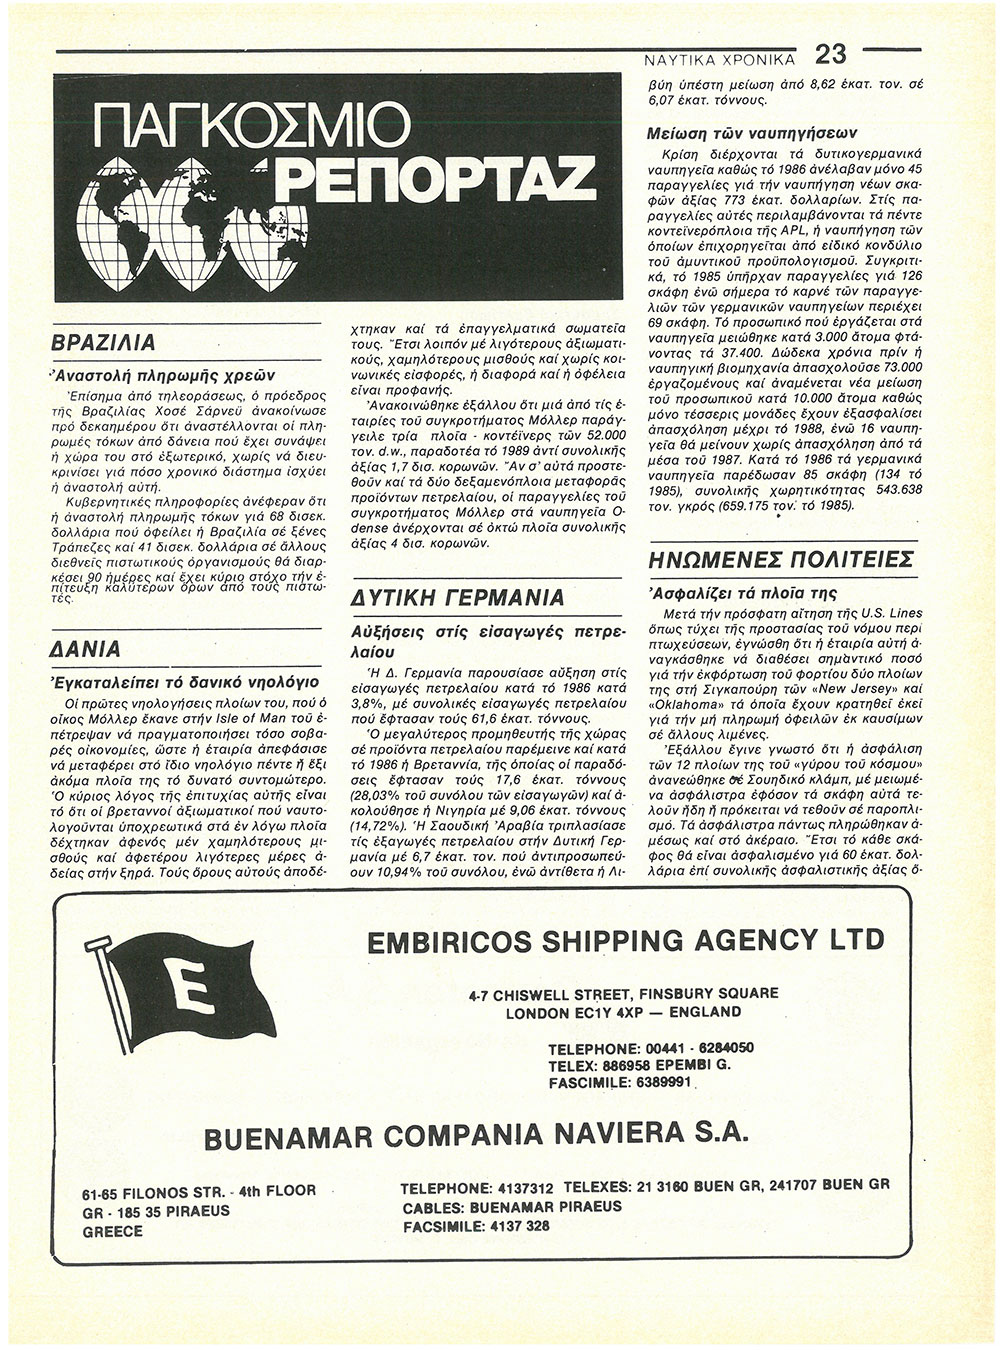 ΝΑΥΤΙΚΑ ΧΡΟΝΙΚΑ 23
ΠΑΓΚΟΣΜΙΟ
ΡΕΠΟΡΤΑΖ
ΒΡΑΖΙΛΙΑ
Ἀναστολή πληρωμῆς χρεῶν
Ἐπίσημα ἀπό τηλεοράσεως, ὁ πρόεδρος
τῆς Βραζιλίας Χοσέ Σάρνεϋ ἀνακοίνωσε
πρό δεκαημέρου ὅτι ἀναστέλλονται οἱ πλη-
ρωμές τόκων ἀπό δάνεια πού ἔχει συνάψει
ἡ χώρα του στό ἐξωτερικό, χωρίς νά διευ-
κρινίσει γιά πόσο χρονικό διάστημα ἰσχύει
ἡ ἀναστολή αὐτή.
Κυβερνητικές πληροφορίες ἀνέφεραν ὅτι
ἡ ἀναστολή πληρωμῆς τόκων γιά 68 δισεκ.
δολλάρια πού ὀφείλει ἡ Βραζιλία σέ ξένες
Τράπεζες καί 41 δισεκ. δολλάρια σέ ἄλλους
διεθνεῖς πιστωτικούς ὀργανισμούς θά διαρ-
κέσει 90 ἡμέρες καί ἔχει κύριο στόχο τήν ἐ-
πίτευξη καλύτερων ὅρων ἀπό τούς πιστω-
τές.
ΔΑΝΙΑ
Ἐγκαταλείπει τό δανικό νηολόγιο
Οἱ πρῶτες νηολογήσεις πλοίων του, πού ὁ
οἶκος Μόλλερ ἔκανε στήν Isle of Man τοῦ ἐ-
πέτρεψαν νά πραγματοποιήσει τόσο σοβα-
ρές οἰκονομίες, ὥστε ἡ ἑταιρία ἀπεφάσισε
νά μεταφέρει στό ἴδιο νηολόγιο πέντε ἤ ἕξι
ἀκόμα πλοῖα της τό δυνατό συντομώτερο.
Ὁ κύριος λόγος τῆς ἐπιτυχίας αὐτῆς εἶναι
τό ὅτι οἱ βρεταννοί ἀξιωματικοί πού ναυτο-
λογοῦνται ὑποχρεωτικά στά ἐν λόγω πλοῖα
δέχτηκαν ἀφενός μέν χαμηλότερους μι-
σθούς καί ἀφετέρου λιγότερες μέρες ἀ-
δείας στήν ξηρά. Τούς ὅρους αὐτούς ἀποδέ-
χτηκαν καί τά ἐπαγγελματικά σωματεῖα
τους. Ἔτσι λοιπόν μέ λιγότερους ἀξιωματι-
κούς, χαμηλότερους μισθούς καί χωρίς κοι-
νωνικές εἰσφορές, ἡ διαφορά καί ἡ ὀφέλεια
εἶναι προφανής.
Ἀνακοινώθηκε ἐξάλλου ὅτι μιά ἀπό τίς ἑ-
ταιρίες τοῦ συγκροτήματος Μόλλερ παράγ-
γειλε τρία πλοῖα - κοντέϊνερς τῶν 52.000
τον. d.w., παραδοτέα τό 1989 ἀντί συνολικῆς
ἀξίας 1,7 δισ. κορωνῶν. Ἄν σ' αὐτά προστε-
θοῦν καί τά δύο δεξαμενόπλοια μεταφορᾶς
προϊόντων πετρελαίου, οἱ παραγγελίες τοῦ
συγκροτήματος Μόλλερ στά ναυπηγεῖα O-
dense ἀνέρχονται σέ ὀκτώ πλοῖα συνολικῆς
ἀξίας 4 δισ. κορωνῶν.
ΔΥΤΙΚΗ ΓΕΡΜΑΝΙΑ
Αὐξήσεις στίς εἰσαγωγές πετρε-
λαίου
Ἡ Δ. Γερμανία παρουσίασε αὔξηση στίς
εἰσαγωγές πετρελαίου κατά τό 1986 κατά
3,8%, μέ συνολικές εἰσαγωγές πετρελαίου
πού ἔφτασαν τούς 61,6 ἑκατ. τόννους.
Ὁ μεγαλύτερος προμηθευτής τῆς χώρας
σέ προϊόντα πετρελαίου παρέμεινε καί κατά
τό 1986 ἡ Βρεταννία, τῆς ὁποίας οἱ παραδό-
σεις ἔφτασαν τούς 17,6 ἑκατ. τόννους
(28,03% τοῦ συνόλου τῶν εἰσαγωγῶν) καί ἀ-
κολούθησε ἡ Νιγηρία μέ 9,06 ἑκατ. τόννους
(14,72%). Ἡ Σαουδική Ἀραβία τριπλασίασε
τίς ἐξαγωγές πετρελαίου στήν Δυτική Γερ-
μανία μέ 6,7 ἑκατ. τον. πού ἀντιπροσωπεύ-
ουν 10,94% τοῦ συνόλου, ἐνῶ ἀντίθετα ἡ Λι-
βύη ὑπέστη μείωση ἀπό 8,62 ἑκατ. τον. σέ
6,07 ἑκατ. τόννους.
Μείωση τῶν ναυπηγήσεων
Κρίση διέρχονται τά δυτικογερμανικά
ναυπηγεῖα καθώς τό 1986 ἀνέλαβαν μόνο 45
παραγγελίες γιά τήν ναυπήγηση νέων σκα-
φῶν ἀξίας 773 ἑκατ. δολλαρίων. Στίς πα-
ραγγελίες αὐτές περιλαμβάνονται τά πέντε
κοντεϊνερόπλοια τῆς APL, ἡ ναυπήγηση τῶν
ὁποίων ἐπιχορηγεῖται ἀπό εἰδικό κονδύλιο
τοῦ ἀμυντικοῦ προϋπολογισμοῦ. Συγκριτι-
κά, τό 1985 ὑπῆρχαν παραγγελίες γιά 126
σκάφη ἐνῶ σήμερα τό καρνέ τῶν παραγγε-
λιῶν τῶν γερμανικῶν ναυπηγείων περιέχει
69 σκάφη. Τό προσωπικό πού ἐργάζεται στά
ναυπηγεῖα μειώθηκε κατά 3.000 ἄτομα φτά-
νοντας τά 37.400. Δώδεκα χρόνια πρίν ἡ
ναυπηγική βιομηχανία ἀπασχολοῦσε 73.000
ἐργαζομένους καί ἀναμένεται νέα μείωση
τοῦ προσωπικοῦ κατά 10.000 ἄτομα καθώς
μόνο τέσσερις μονάδες ἔχουν ἐξασφαλίσει
ἀπασχόληση μέχρι τό 1988, ἐνῶ 16 ναυπη-
γεῖα θά μείνουν χωρίς ἀπασχόληση ἀπό τά
μέσα τοῦ 1987. Κατά τό 1986 τά γερμανικά
ναυπηγεῖα παρέδωσαν 85 σκάφη (134 τό
1985), συνολικῆς χωρητικότητας 543.638
τον. γκρός (659.175 τον. τό 1985).
ΗΝΩΜΕΝΕΣ ΠΟΛΙΤΕΙΕΣ
Ἀσφαλίζει τά πλοῖα της
Μετά τήν πρόσφατη αἴτηση τῆς U.S. Lines
ὅπως τύχει τῆς προστασίας τοῦ νόμου περί
πτωχεύσεων, ἐγνώσθη ὅτι ἡ ἑταιρία αὐτή ἀ-
ναγκάσθηκε νά διαθέσει σημαντικό ποσό
γιά τήν ἐκφόρτωση τοῦ φορτίου δύο πλοίων
της στή Σιγκαπούρη τῶν «New Jersey» καί
«Oklahoma» τά ὁποῖα ἔχουν κρατηθεῖ ἐκεῖ
γιά τήν μή πληρωμή ὀφειλῶν ἐκ καυσίμων
σέ ἄλλους λιμένες.
Ἐξάλλου ἔγινε γνωστό ὅτι ἡ ἀσφάλιση
τῶν 12 πλοίων της τοῦ «γύρου τοῦ κόσμου»
ἀνανεώθηκε σέ Σουηδικό κλάμπ, μέ μειωμέ-
να ἀσφάλιστρα ἐφόσον τά σκάφη αὐτά τε-
λοῦν ἤδη ἤ πρόκειται νά τεθοῦν σέ παροπλι-
σμό. Τά ἀσφάλιστρα πάντως πληρώθηκαν ἀ-
μέσως καί στό ἀκέραιο. Ἔτσι τό κάθε σκά-
φος θά εἶναι ἀσφαλισμένο γιά 60 ἑκατ. δολ-
λάρια ἐπί συνολικῆς ἀσφαλιστικῆς ἀξίας ὅ-
E
EMBIRICOS SHIPPING AGENCY LTD
4-7 CHISWELL STREET, FINSBURY SQUARE
LONDON EC1Y 4XP — ENGLAND
TELEPHONE: 00441 - 6284050
TELEX: 886958 EPEMBI G.
FASCIMILE: 6389991
BUENAMAR COMPANIA NAVIERA S.A.
61-65 FILONOS STR. - 4th FLOOR
GR - 185 35 PIRAEUS
GREECE
TELEPHONE: 4137312 TELEXES: 21 3160 BUEN GR, 241707 BUEN GR
CABLES: BUENAMAR PIRAEUS
FACSIMILE: 4137 328